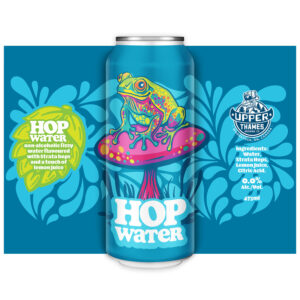 HOP
WATER
non-alcoholic fizzy
water flavoured
with Strata hops
and a touch of
lemon juice
HOP
WATER
UPPER
THAMES
Ingredients:
Water,
Strata Hops,
Lemon Juice,
Citric Acid.
0.0%
Alc./Vol.
473ml